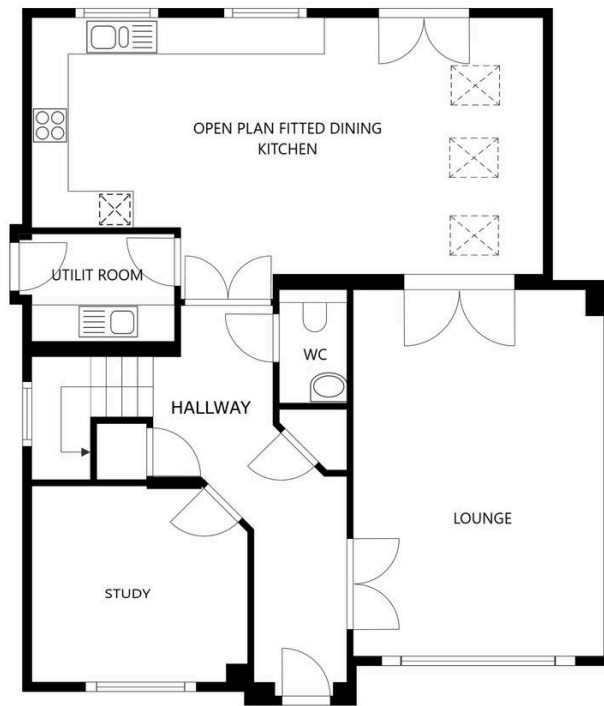 OPEN PLAN FITTED DINING
KITCHEN
UTILIT ROOM
WC
HALLWAY
LOUNGE
STUDY